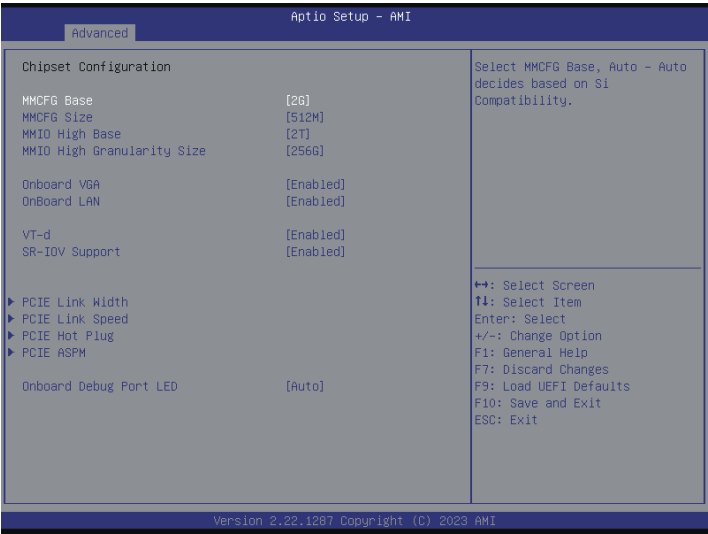 Aptio Setup - AMI
Advanced
Chipset Configuration
MMCFG Base [2G]
MMCFG Size [512M]
MMIO High Base [2T]
MMIO High Granularity Size [256G]
Onboard VGA [Enabled]
OnBoard LAN [Enabled]
VT-d [Enabled]
SR-IOV Support [Enabled]
PCIE Link Width
PCIE Link Speed
PCIE Hot Plug
PCIE ASPM
Onboard Debug Port LED [Auto]
Select MMCFG Base, Auto - Auto
decides based on Si
Compatibility.
↔: Select Screen
↑↓: Select Item
Enter: Select
+/-: Change Option
F1: General Help
F7: Discard Changes
F9: Load UEFI Defaults
F10: Save and Exit
ESC: Exit
Version 2.22.1287 Copyright (C) 2023 AMI